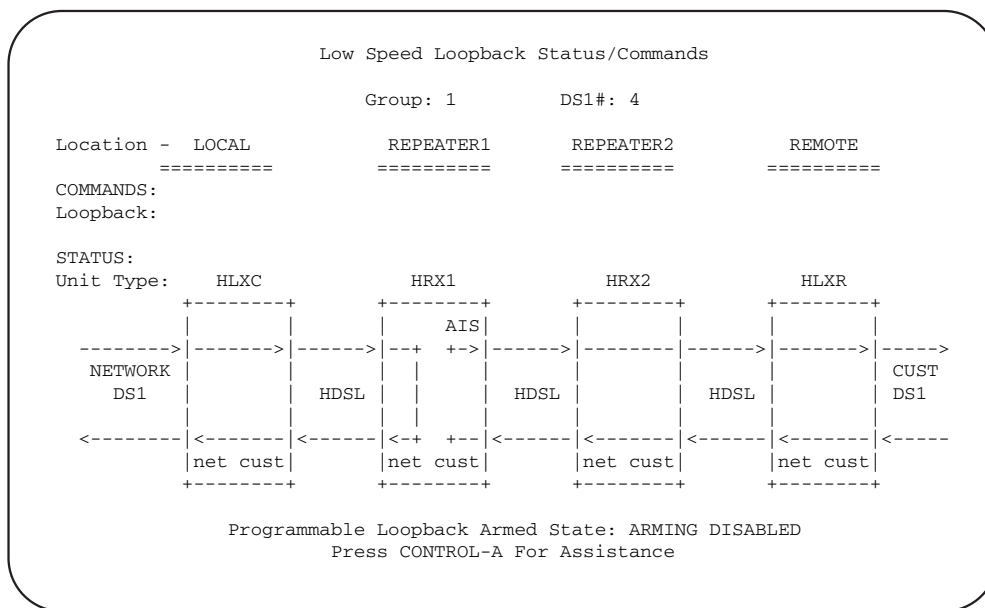 Low Speed Loopback Status/Commands
Group: 1 DS1#: 4
Location - LOCAL REPEATER1 REPEATER2 REMOTE
========== ========== ========== ==========
COMMANDS:
Loopback:
STATUS:
Unit Type: HLXC HRX1 HRX2 HLXR
+--------+ +--------+ +--------+ +--------+
| | | AIS| | | | |
-------->|------->|------>|--+ +->|------>|--------|------>|------->|----->
NETWORK | | | | | | | | | | CUST
DS1 | | HDSL | | | | HDSL | | HDSL | | DS1
| | | | | | | | | |
<--------|<-------|<------|<-+ +--|<------|<-------|<------|<-------|<-----
|net cust| |net cust| |net cust| |net cust|
+--------+ +--------+ +--------+ +--------+
Programmable Loopback Armed State: ARMING DISABLED
Press CONTROL-A For Assistance